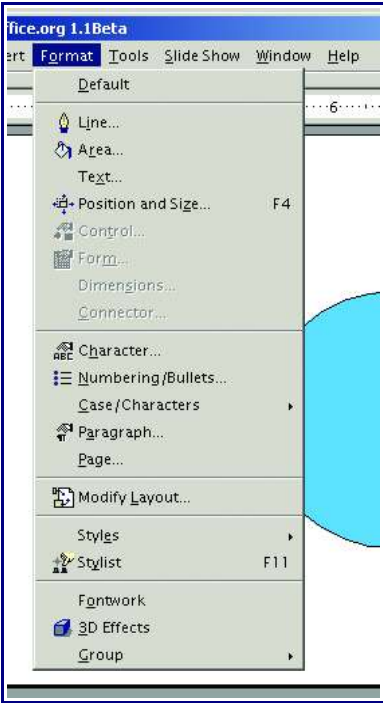 ffice.org 1.1Beta
ert Format Tools Slide Show Window Help
Default
6
Line...
Area...
Text...
Position and Size... F4
Control...
Form...
Dimensions...
Connector...
ABC Character...
Numbering/Bullets...
Case/Characters
Paragraph...
Page...
Modify Layout...
Styles
Stylist F11
Fontwork
3D Effects
Group